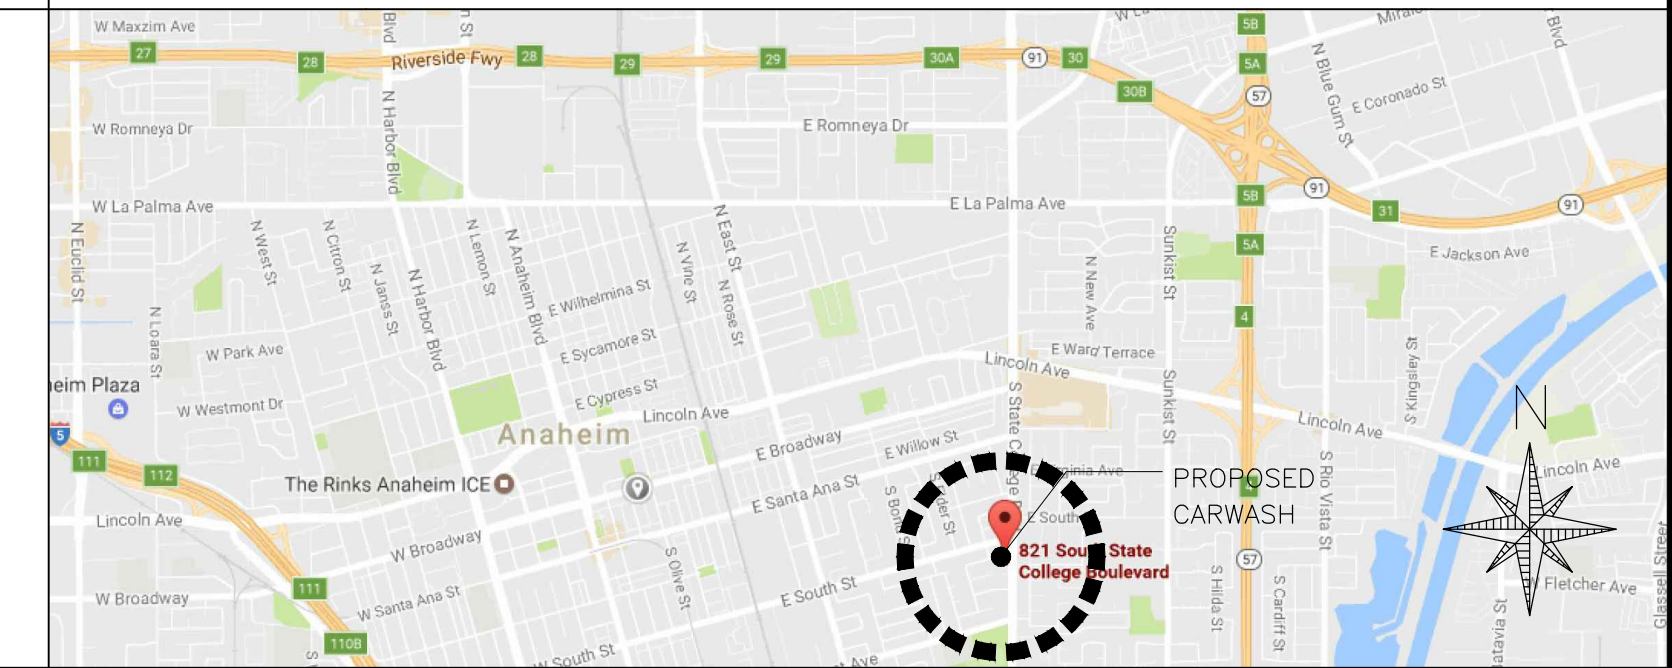 W Maxzim Ave
Blvd
5B
Blvd
27
28
Riverside Fwy
28
29
29
30A
91
30
5A
30B
57
N Blue Gum St
E Coronado St
W Romneya Dr
N Harbor Blvd
E Romneya Dr
5B
91
31
91
W La Palma Ave
E La Palma Ave
5A
E Jackson Ave
N Euclid St
N West St
N Citron St
N Janss St
N Harbor Blvd
N Lemon St
N Anaheim Blvd
N Vine St
N East St
N Rose St
Sunkist St
N New Ave
E Wilhelmina St
4
N Loara St
W Park Ave
E Sycamore St
E Ward Terrace
Lincoln Ave
S Kingsley St
eim Plaza
W Westmont Dr
E Cypress St
Lincoln Ave
Sunkist St
Lincoln Ave
N
5
Anaheim
E Broadway
E Willow St
111
112
The Rinks Anaheim ICE
E Santa Ana St
S Rio Vista St
Lincoln Ave
PROPOSED
CARWASH
Lincoln Ave
W Broadway
E South
821 South State
College Boulevard
57
S Olive St
S Hilda St
S Cardiff St
Fletcher Ave
Glassell Street
W Broadway
111
W Santa Ana St
E South St
110B
W South St
Ave